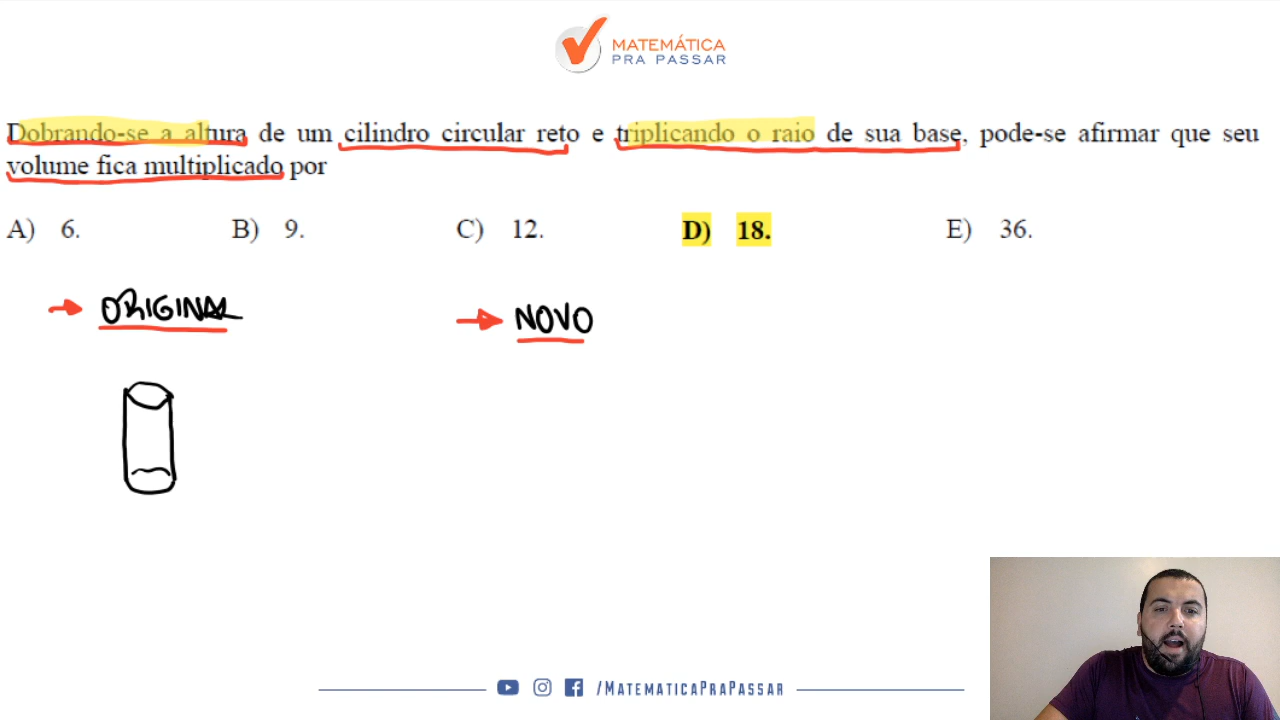 MATEMÁTICA
PRA PASSAR
Dobrando-se a altura de um cilindro circular reto e triplicando o raio de sua base, pode-se afirmar que seu
volume fica multiplicado por
A) 6. B) 9. C) 12. D) 18. E) 36.
ORIGINAL NOVO
/MATEMATICAPRAPASSAR